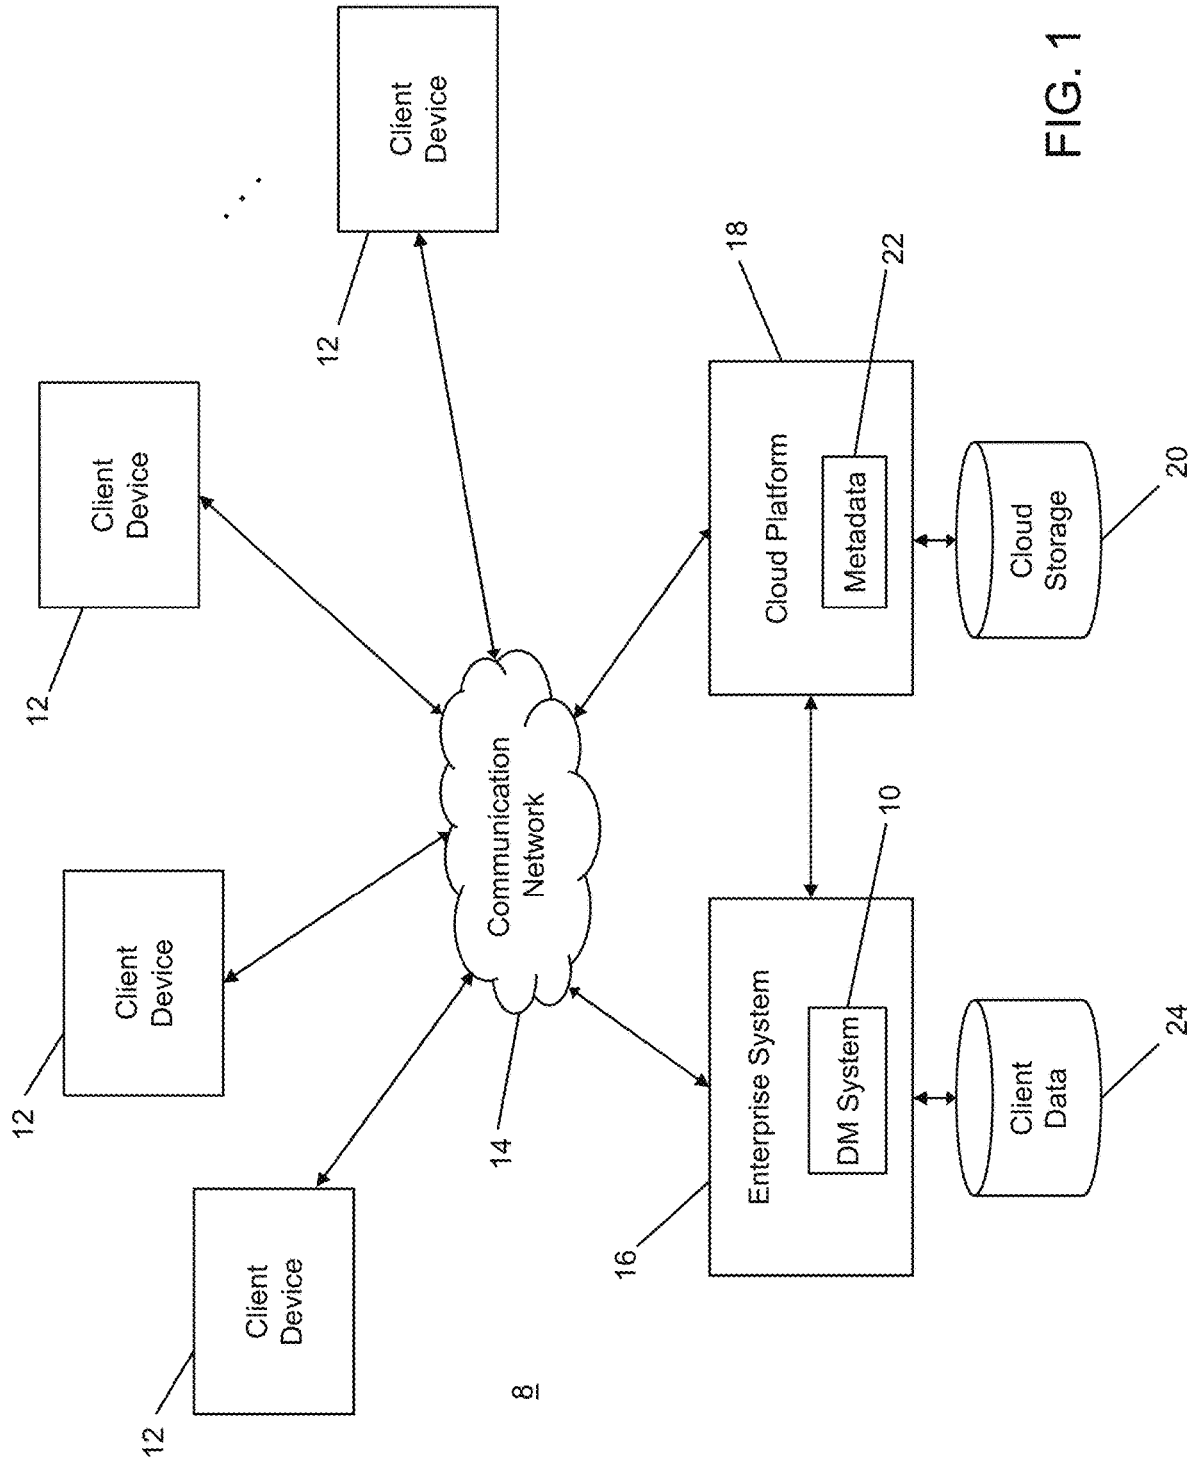 8
12
Client
Device
12
Client
Device
12
Client
Device
. . .
12
Client
Device
14
Communication
Network
16
Enterprise System
DM System
10
Cloud Platform
18
Metadata
22
Client
Data
24
Cloud
Storage
20
FIG. 1